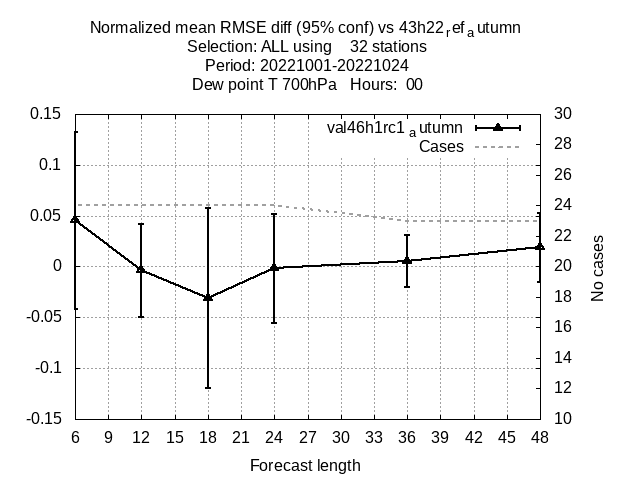 Normalized mean RMSE diff (95% conf) vs 43h22refautumn
Selection: ALL using 32 stations
Period: 20221001-20221024
Dew point T 700hPa Hours: 00
val46h1rc1autumn
Cases
0.15
0.1
0.05
0
-0.05
-0.1
-0.15
30
28
26
24
22
20
18
16
14
12
10
No cases
6 9 12 15 18 21 24 27 30 33 36 39 42 45 48
Forecast length